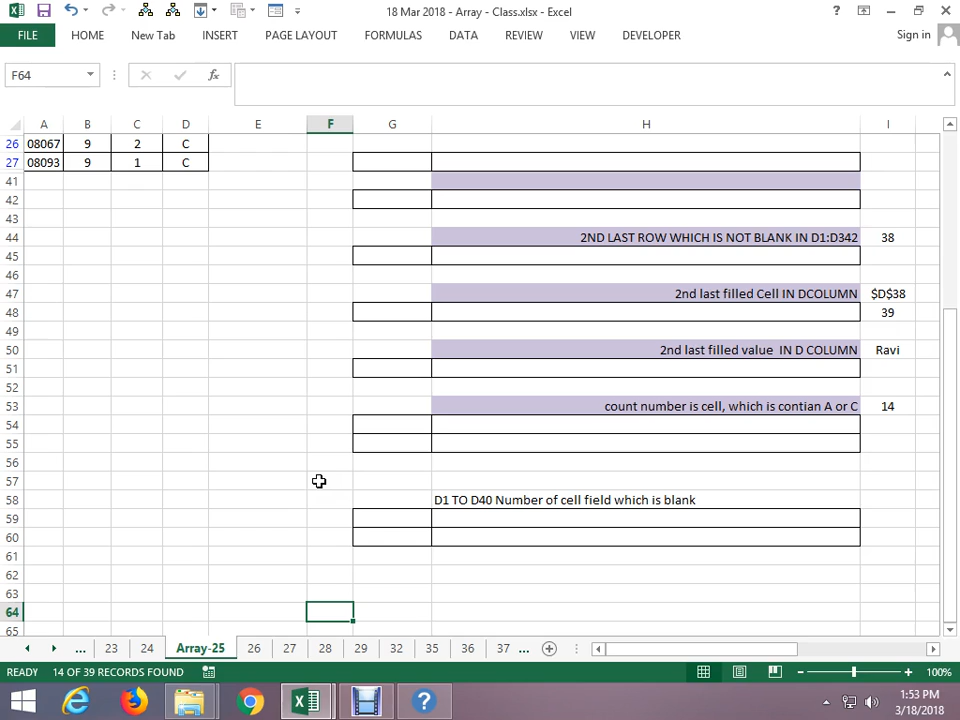 18 Mar 2018 - Array - Class.xlsx - Excel
?
FILE HOME New Tab INSERT PAGE LAYOUT FORMULAS DATA REVIEW VIEW DEVELOPER Sign in
F64 fx
A B C D E F G H I
26 08067 9 2 C
27 08093 9 1 C
41
42
43
44 2ND LAST ROW WHICH IS NOT BLANK IN D1:D342 38
45
46
47 2nd last filled Cell IN DCOLUMN $D$38
48 39
49
50 2nd last filled value IN D COLUMN Ravi
51
52
53 count number is cell, which is contian A or C 14
54
55
56
57
58 D1 TO D40 Number of cell field which is blank
59
60
61
62
63
64
65
... 23 24 Array-25 26 27 28 29 32 35 36 37 ...
READY 14 OF 39 RECORDS FOUND 100%
1:53 PM
3/18/2018